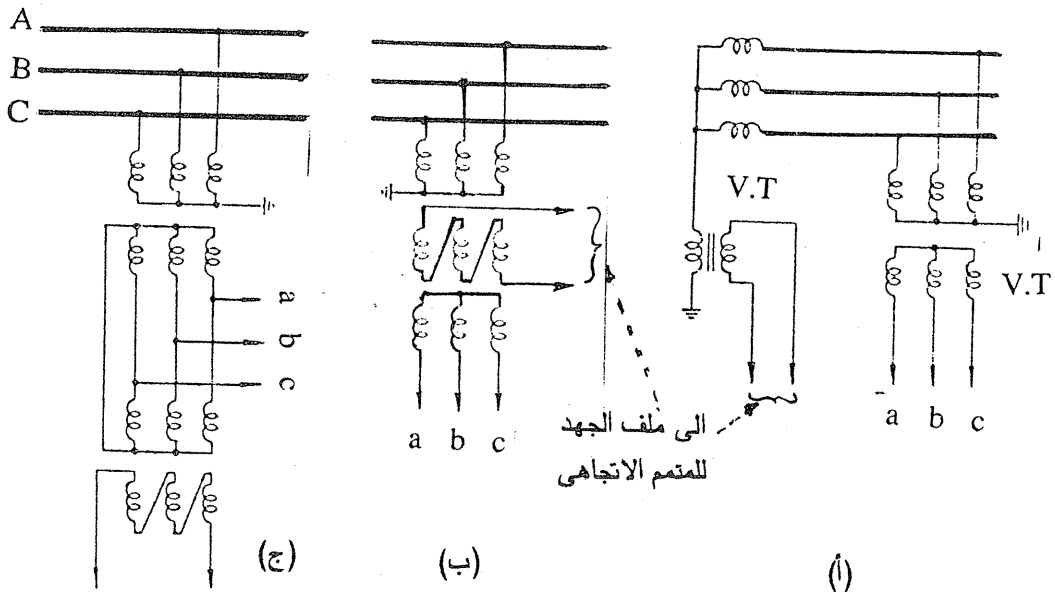 A
B
C
a
b
c
(ج)
a b c
(ب)
الى ملف الجهد
للمتمم الاتجاهى
V.T
V.T
a b c
(أ)